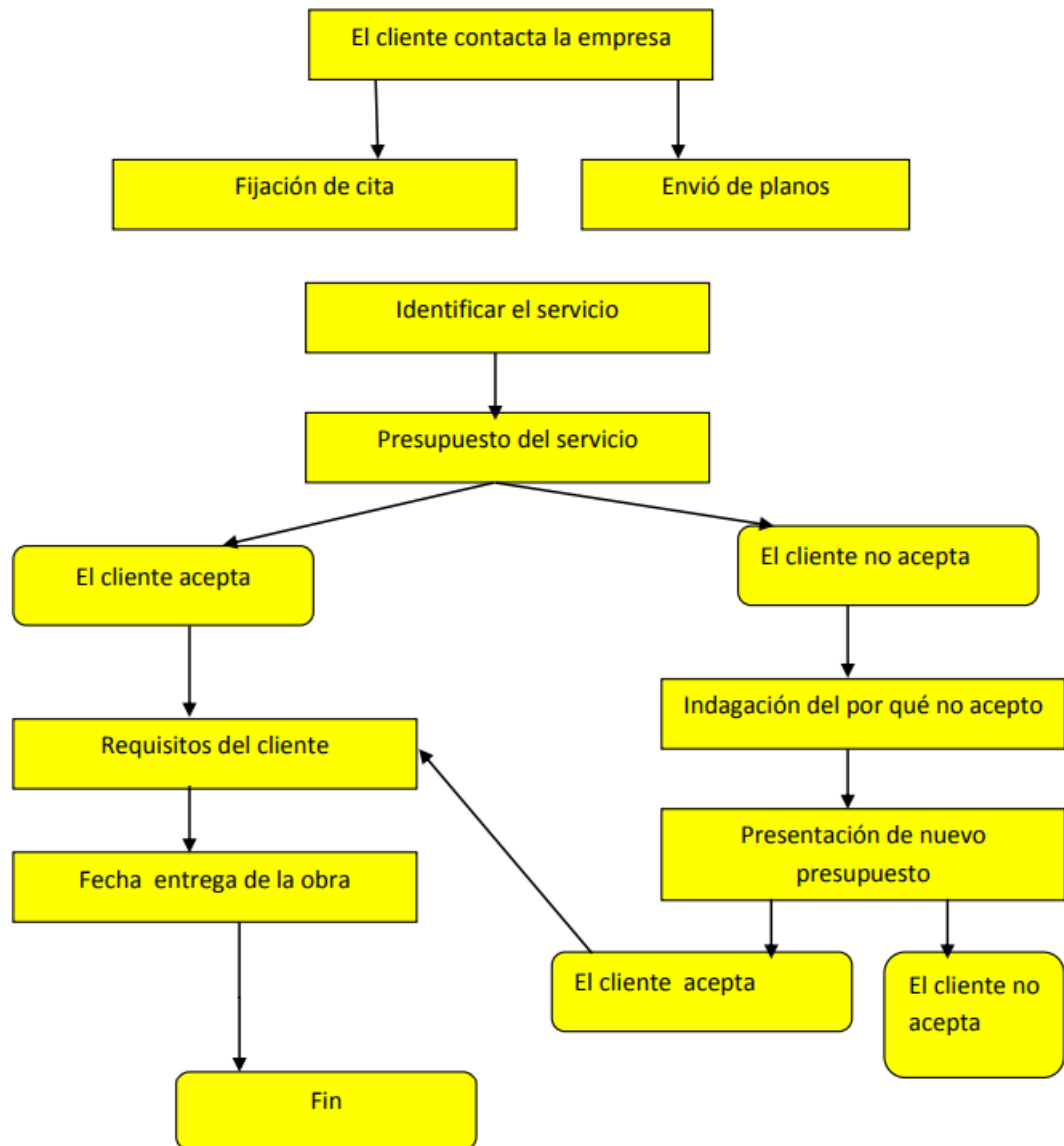 El cliente contacta la empresa
Fijación de cita
Envió de planos
Identificar el servicio
Presupuesto del servicio
El cliente acepta
El cliente no acepta
Indagación del por qué no acepto
Requisitos del cliente
Presentación de nuevo
presupuesto
Fecha entrega de la obra
El cliente acepta
El cliente no
acepta
Fin